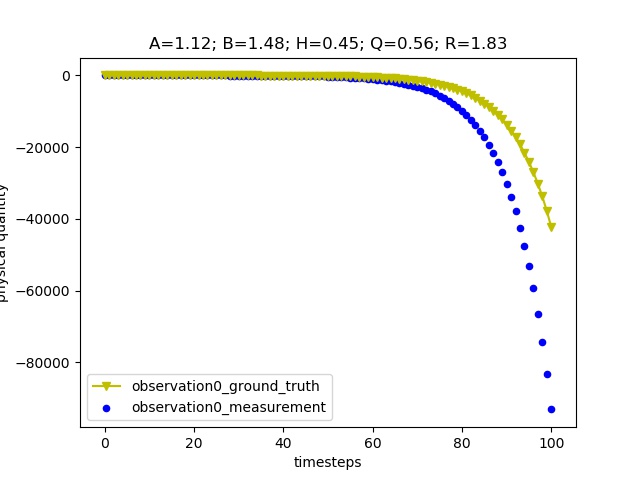 A=1.12; B=1.48; H=0.45; Q=0.56; R=1.83
physical quantity
0
−20000
−40000
−60000
−80000
observation0_ground_truth
observation0_measurement
0 20 40 60 80 100
timesteps